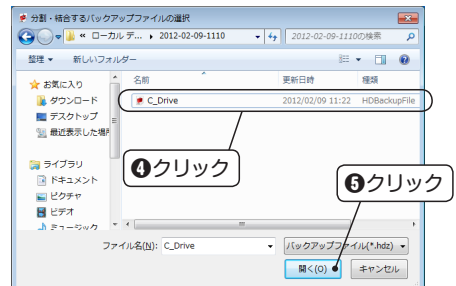 分割・結合するバックアップファイルの選択
« ローカル デ... ▸ 2012-02-09-1110
2012-02-09-1110の検索
整理 ▼ 新しいフォルダー
お気に入り
ダウンロード
デスクトップ
最近表示した場所
ライブラリ
ドキュメント
ピクチャ
ビデオ
ミュージック
名前 更新日時 種類
C_Drive 2012/02/09 11:22 HDBackupFile
❹クリック
❺クリック
ファイル名(N): C_Drive
バックアップファイル(*.hdz)
開く(O) キャンセル